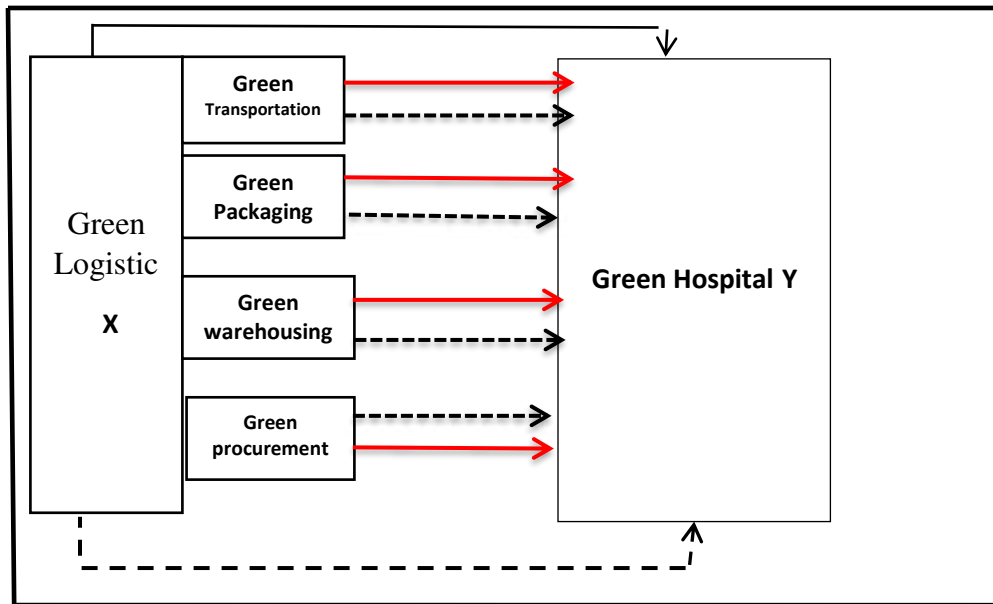 Green
Logistic
X
Green
Transportation
Green
Packaging
Green
warehousing
Green
procurement
Green Hospital Y